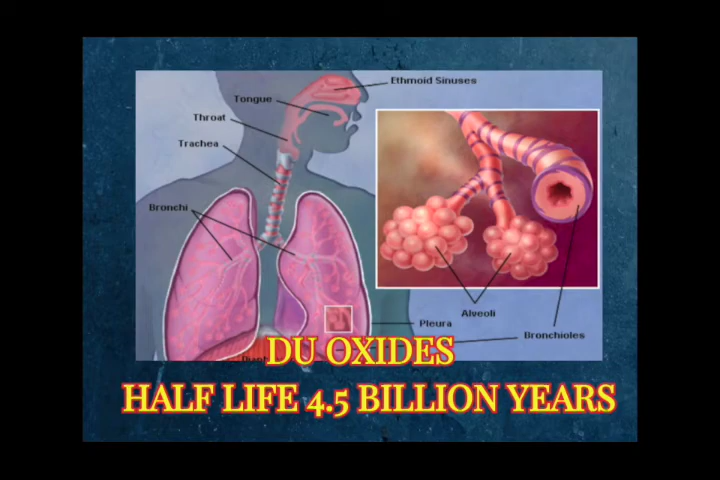 Ethmoid Sinuses
Tongue
Throat
Trachea
Bronchi
Alveoli
Pleura
Bronchioles
DU OXIDES
HALF LIFE 4.5 BILLION YEARS